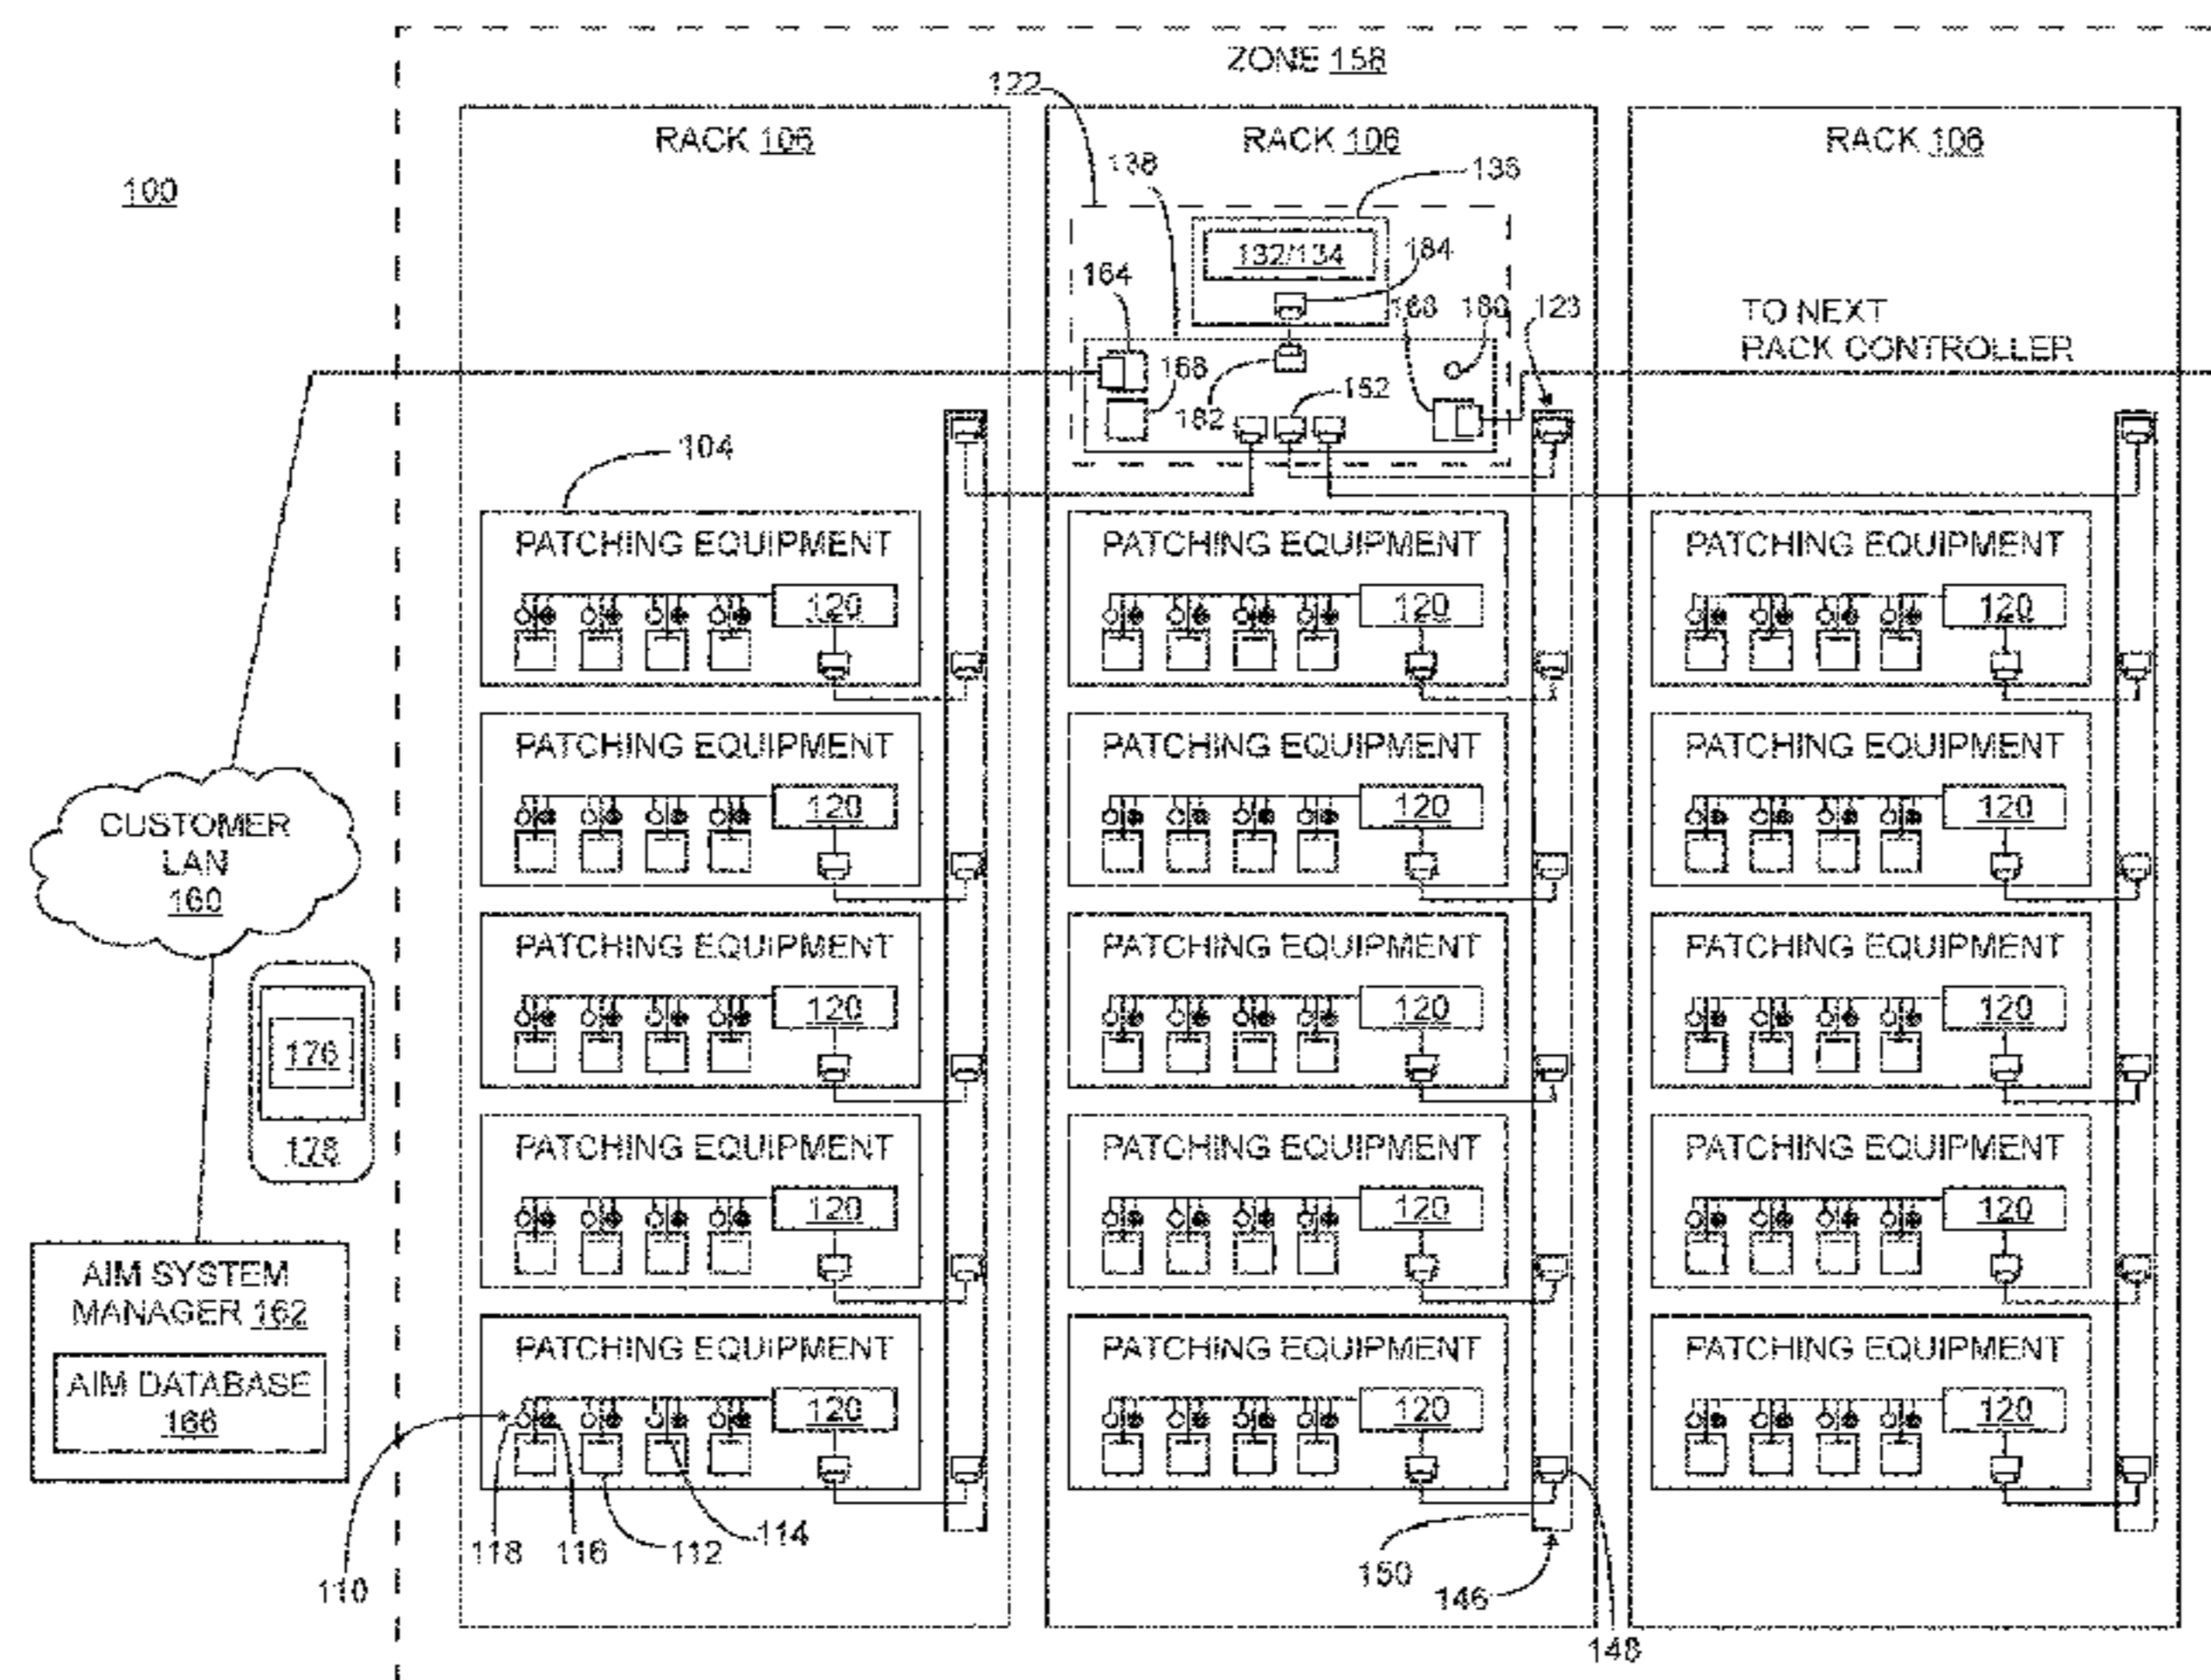 ZONE 158
122
RACK 106
RACK 106
RACK 106
100
138
136
132/134
184
164
168
180
123
TO NEXT
RACK CONTROLLER
168
182
152
104
PATCHING EQUIPMENT
120
PATCHING EQUIPMENT
120
PATCHING EQUIPMENT
120
PATCHING EQUIPMENT
120
PATCHING EQUIPMENT
120
PATCHING EQUIPMENT
120
CUSTOMER
LAN
160
PATCHING EQUIPMENT
120
PATCHING EQUIPMENT
120
PATCHING EQUIPMENT
120
176
178
PATCHING EQUIPMENT
120
PATCHING EQUIPMENT
120
PATCHING EQUIPMENT
120
AIM SYSTEM
MANAGER 162
AIM DATABASE
166
PATCHING EQUIPMENT
120
PATCHING EQUIPMENT
120
PATCHING EQUIPMENT
120
110
118
116
112
114
150
146
148